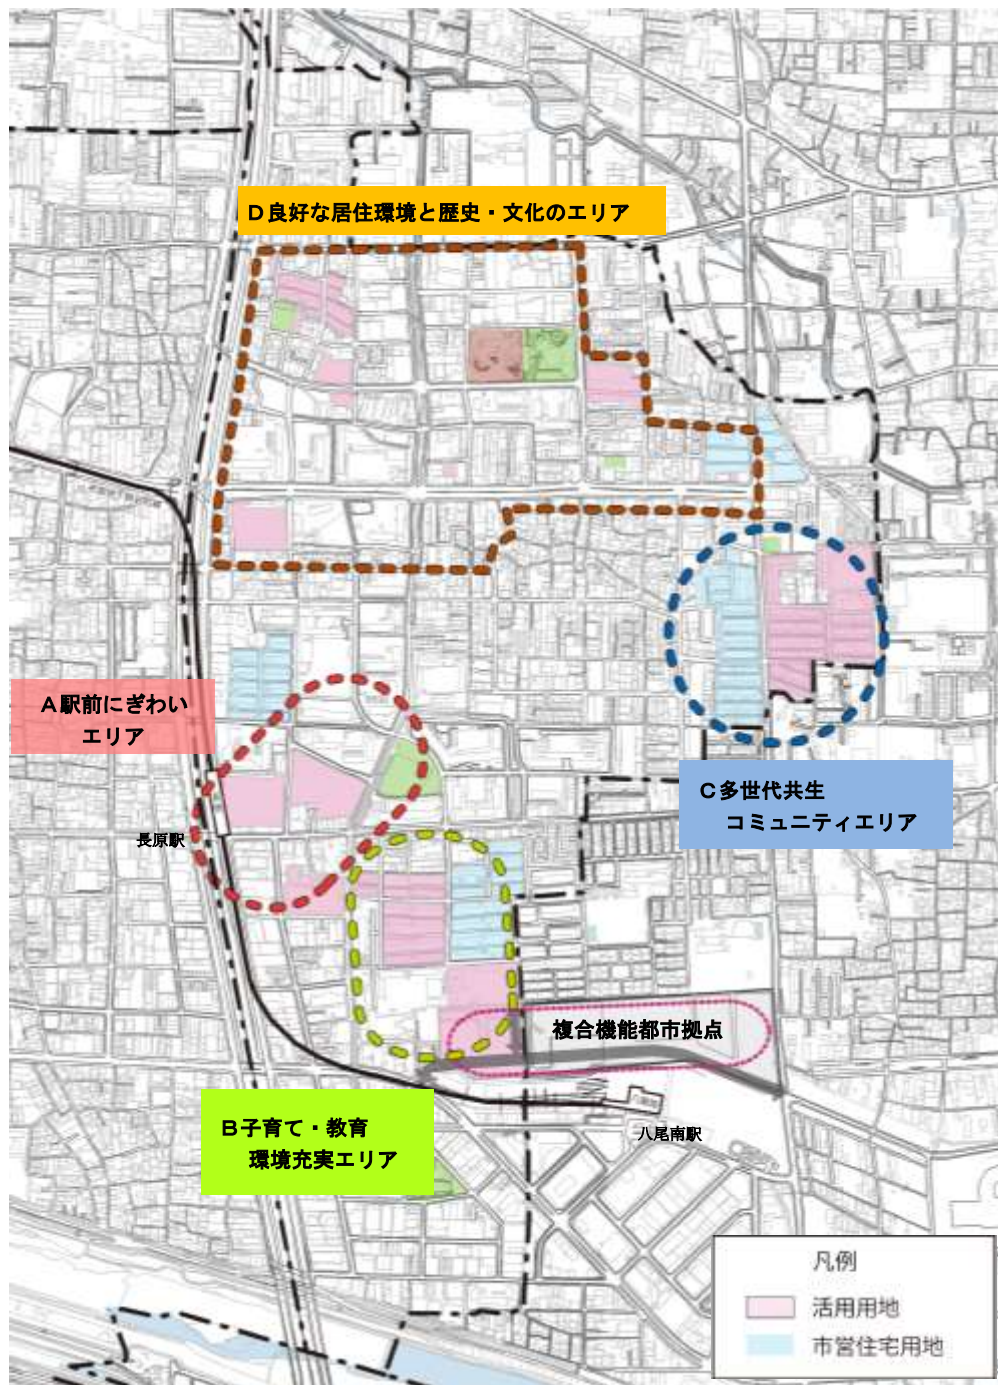 D良好な居住環境と歴史・文化のエリア
A駅前にぎわい
エリア
C多世代共生
コミュニティエリア
長原駅
複合機能都市拠点
B子育て・教育
環境充実エリア
八尾南駅
凡例
活用用地
市営住宅用地